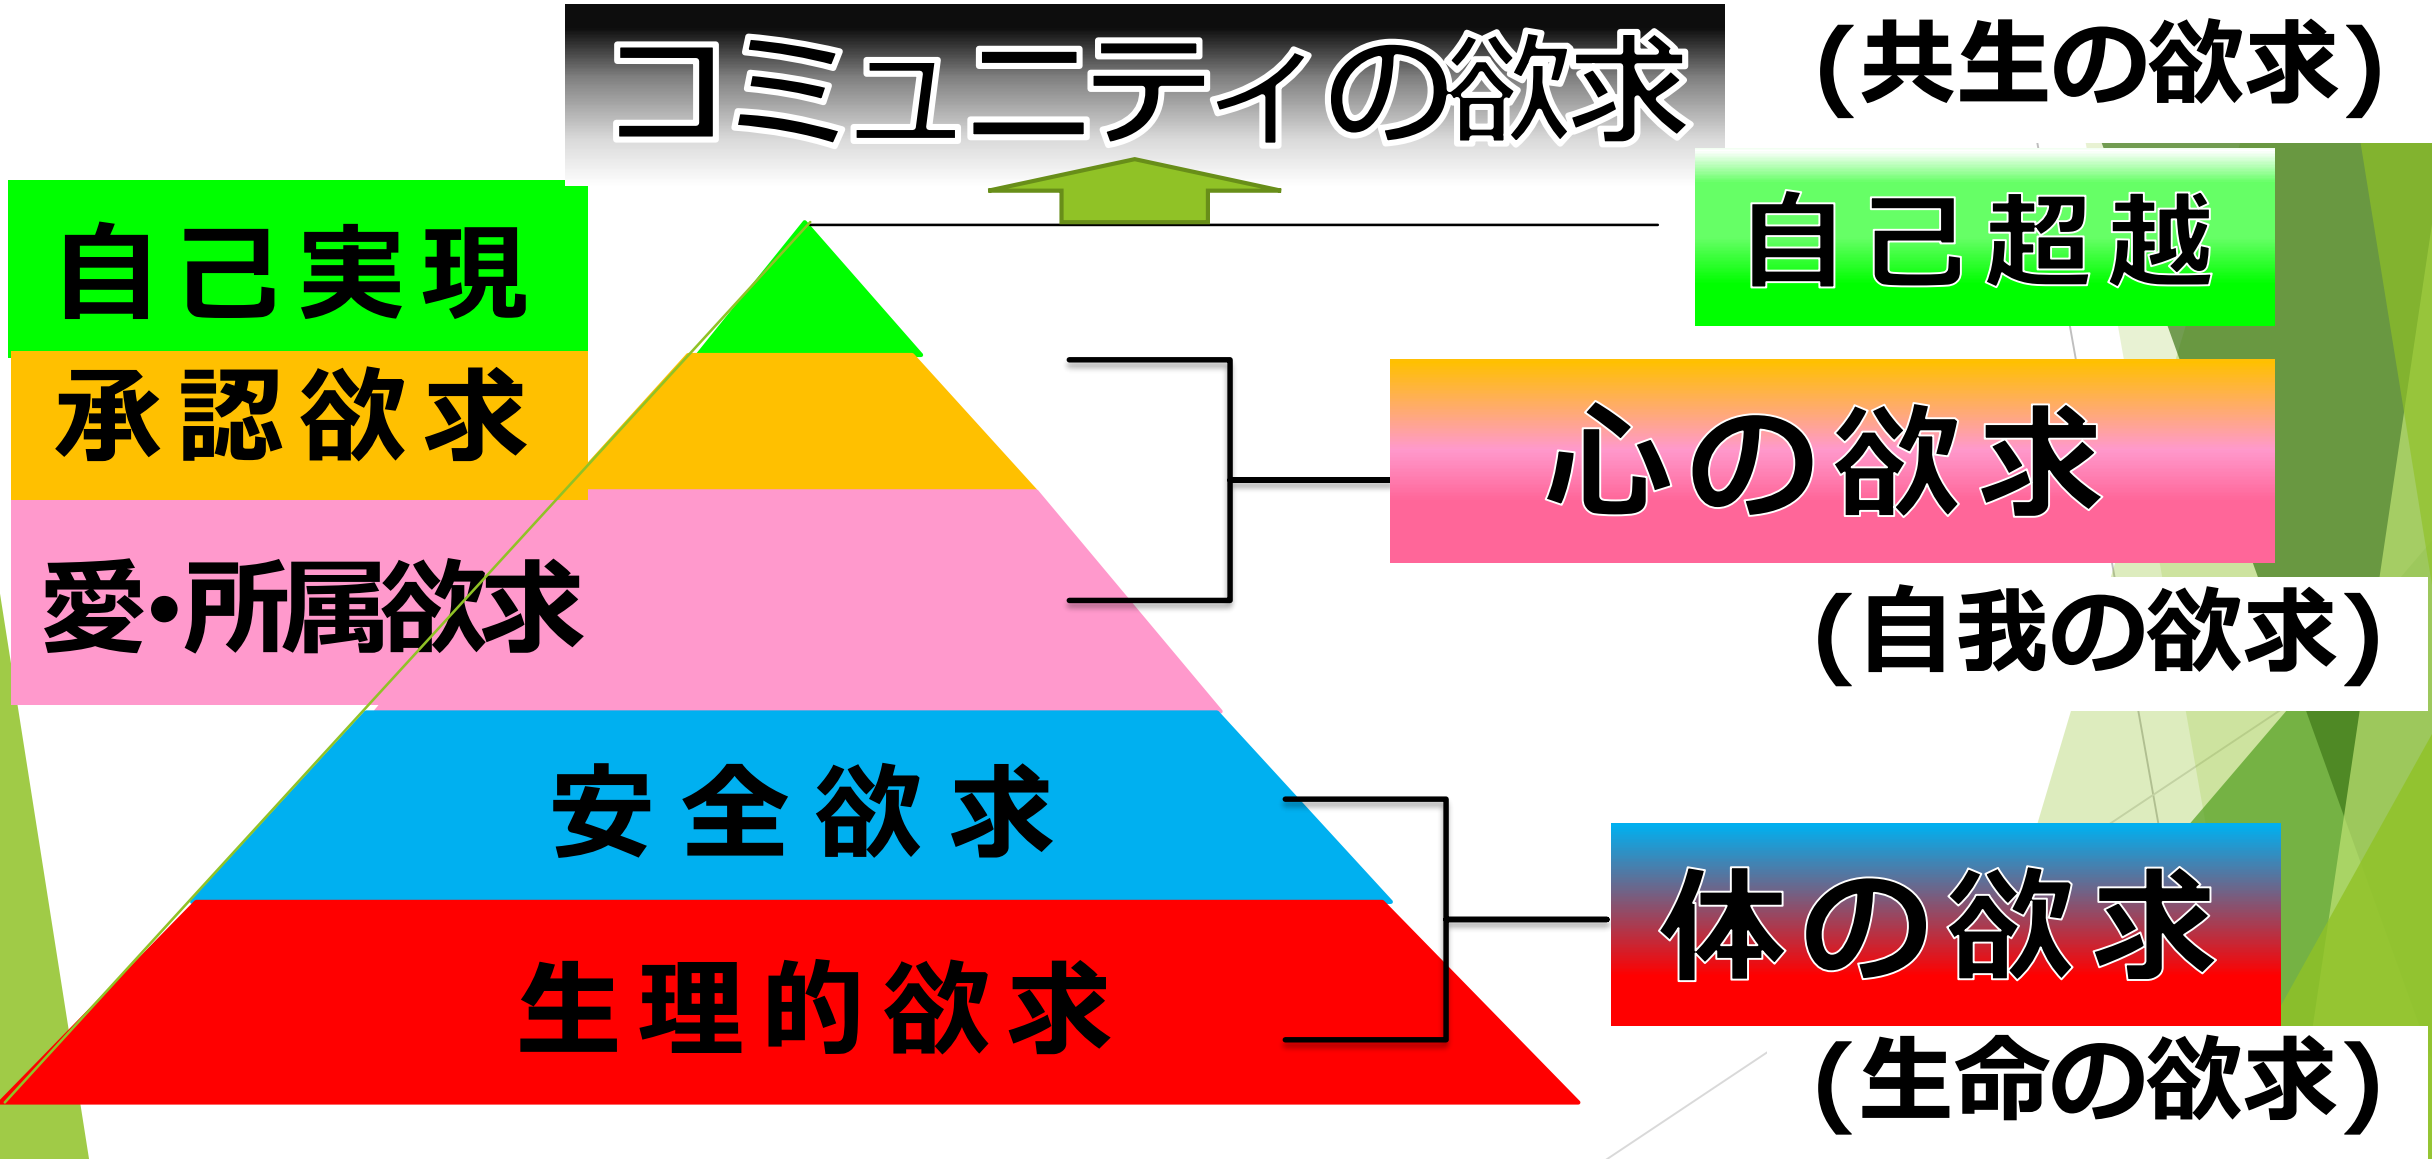 コミュニティの欲求
(共生の欲求)
自己超越
自己実現
承認欲求
心の欲求
愛・所属欲求
(自我の欲求)
安全欲求
体の欲求
生理的欲求
(生命の欲求)